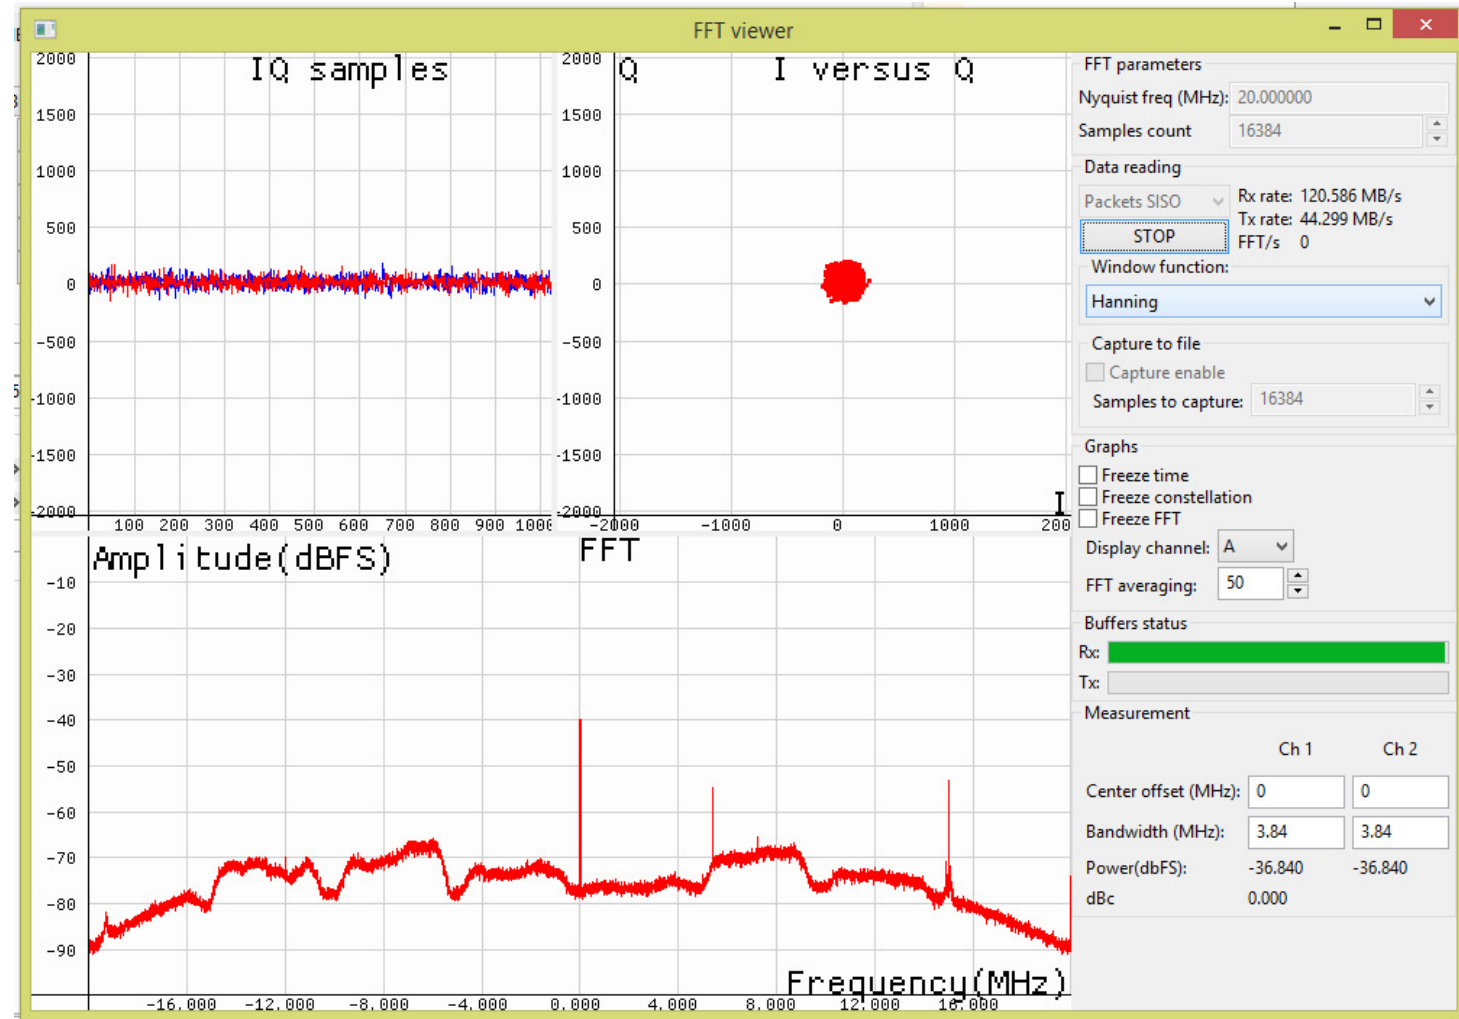 FFT viewer
IQ samples
2000
1500
1000
500
0
-500
-1000
-1500
-2000
100 200 300 400 500 600 700 800 900 1000
Q I versus Q
2000
1500
1000
500
0
-500
-1000
-1500
-2000
I
-2000 -1000 0 1000 200
Amplitude(dBFS) FFT
-10
-20
-30
-40
-50
-60
-70
-80
-90
Frequency(MHz)
-16.000 -12.000 -8.000 -4.000 0.000 4.000 8.000 12.000 16.000
FFT parameters
Nyquist freq (MHz): 20.000000
Samples count 16384
Data reading
Packets SISO
Rx rate: 120.586 MB/s
Tx rate: 44.299 MB/s
STOP
FFT/s 0
Window function:
Hanning
Capture to file
Capture enable
Samples to capture: 16384
Graphs
Freeze time
Freeze constellation
Freeze FFT
Display channel: A
FFT averaging: 50
Buffers status
Rx:
Tx:
Measurement
Ch 1 Ch 2
Center offset (MHz): 0 0
Bandwidth (MHz): 3.84 3.84
Power(dbFS): -36.840 -36.840
dBc 0.000